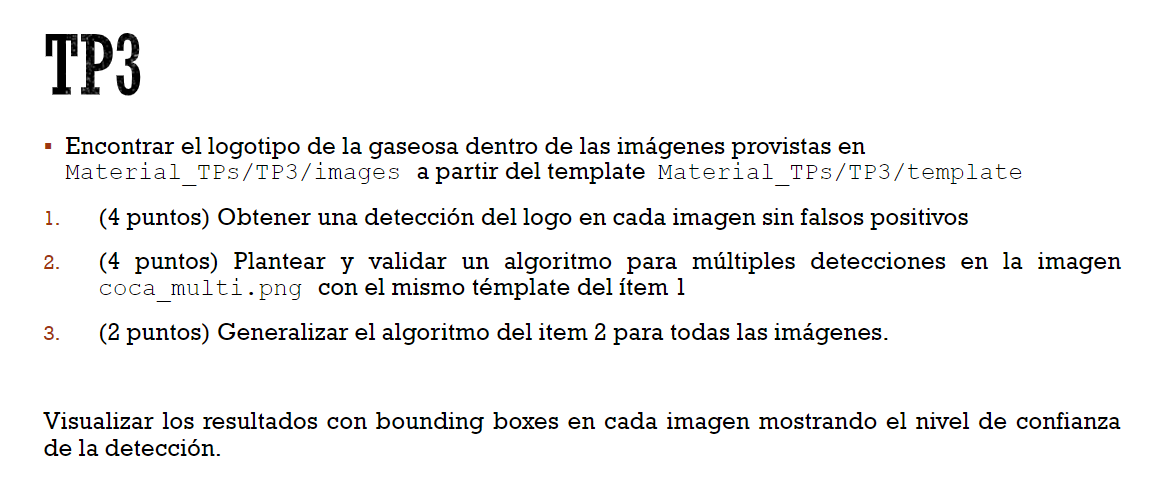 TP3
▪ Encontrar el logotipo de la gaseosa dentro de las imágenes provistas en
Material_TPs/TP3/images a partir del template Material_TPs/TP3/template
1. (4 puntos) Obtener una detección del logo en cada imagen sin falsos positivos
2. (4 puntos) Plantear y validar un algoritmo para múltiples detecciones en la imagen
coca_multi.png con el mismo témplate del ítem 1
3. (2 puntos) Generalizar el algoritmo del item 2 para todas las imágenes.
Visualizar los resultados con bounding boxes en cada imagen mostrando el nivel de confianza
de la detección.